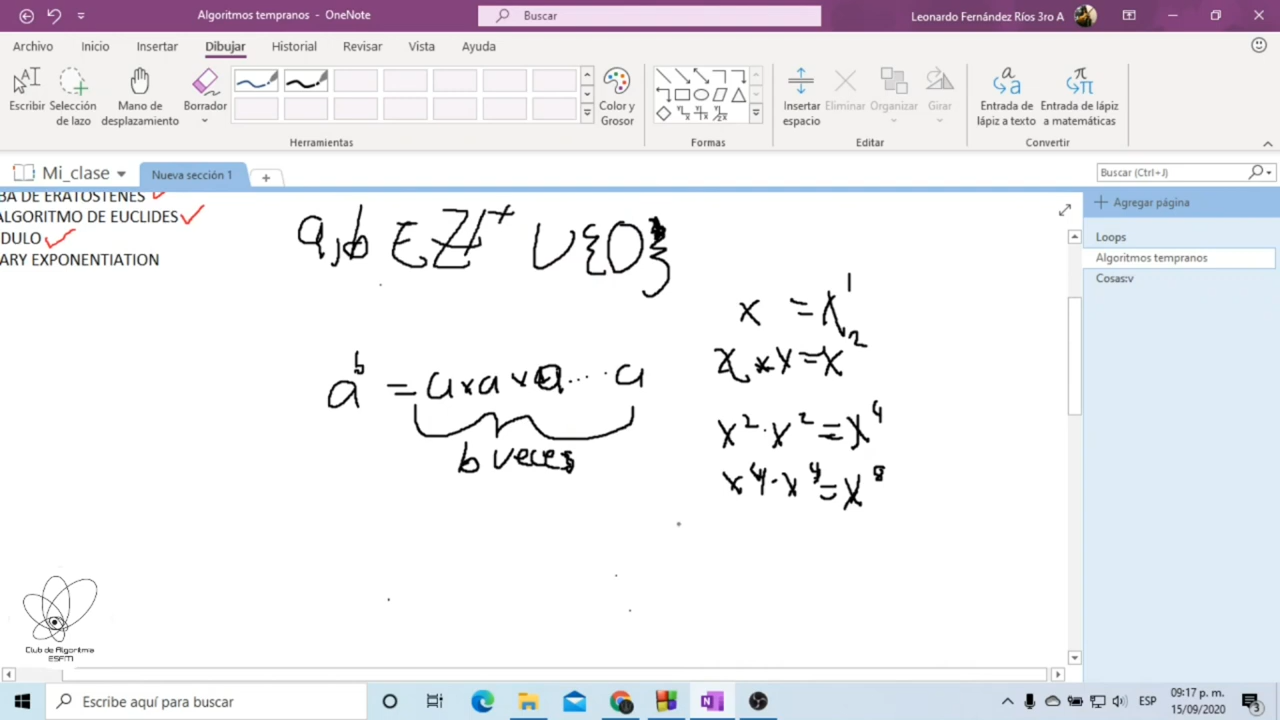 Algoritmos tempranos - OneNote
Buscar
Leonardo Fernández Ríos 3ro A
Archivo Inicio Insertar Dibujar Historial Revisar Vista Ayuda
Escribir
Selección de lazo
Mano de desplazamiento
Borrador
Color y Grosor
Insertar espacio
Eliminar
Organizar
Girar
Entrada de lápiz a texto
Entrada de lápiz a matemáticas
Herramientas
Formas
Editar
Convertir
Mi_clase
Nueva sección 1
Buscar (Ctrl+J)
Agregar página
Loops
Algoritmos tempranos
Cosas:v
BA DE ERATOSTENES
ALGORITMO DE EUCLIDES
DULO
ARY EXPONENTIATION
a,b ∈ ℤ⁺ ∪ {0}
aᵇ = a×a×a...a
b veces
x = x¹
x * x = x²
x² · x² = x⁴
x⁴ · x⁴ = x⁸
Club de Algoritmia
ESFM
Escribe aquí para buscar
ESP
09:17 p. m.
15/09/2020
3